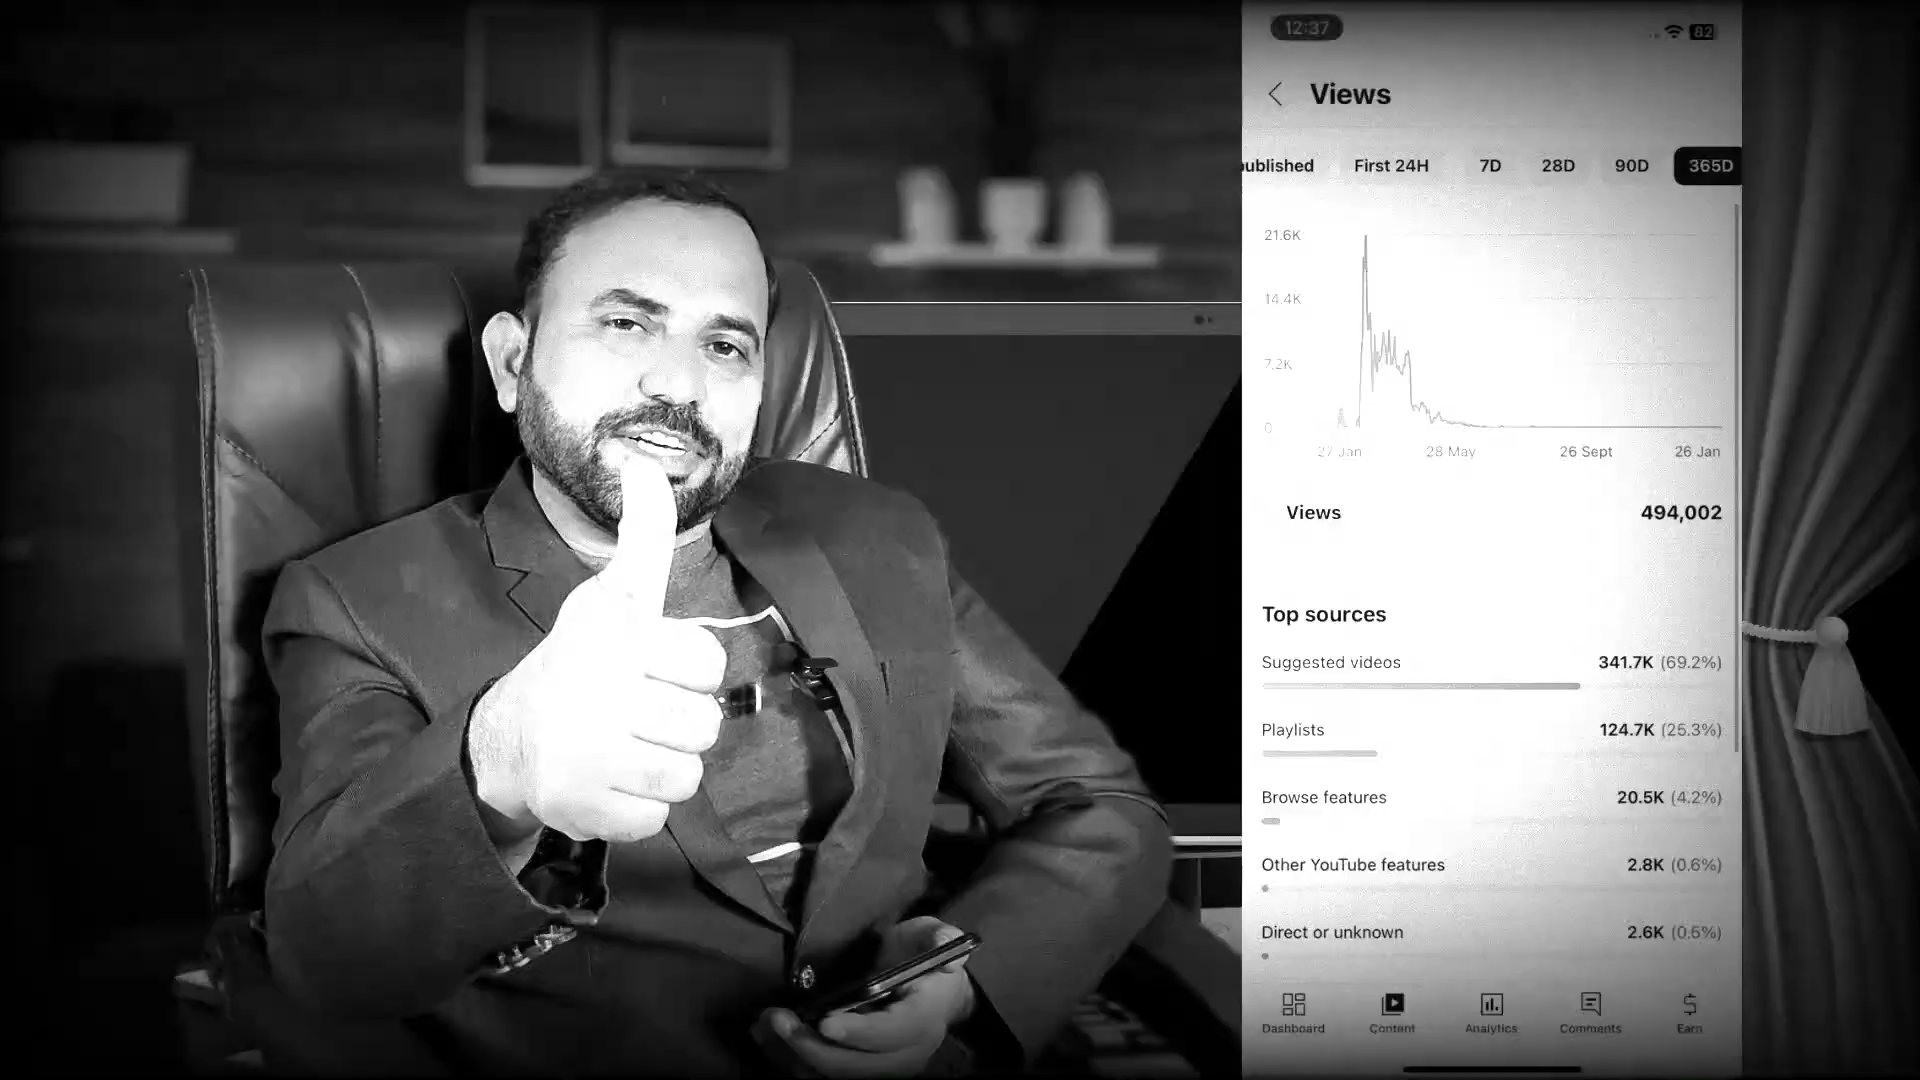 12:37
82
Views
ublished First 24H 7D 28D 90D 365D
21.6K
14.4K
7.2K
0
27 Jan 28 May 26 Sept 26 Jan
Views 494,002
Top sources
Suggested videos 341.7K (69.2%)
Playlists 124.7K (25.3%)
Browse features 20.5K (4.2%)
Other YouTube features 2.8K (0.6%)
Direct or unknown 2.6K (0.5%)
Dashboard Content Analytics Comments Earn